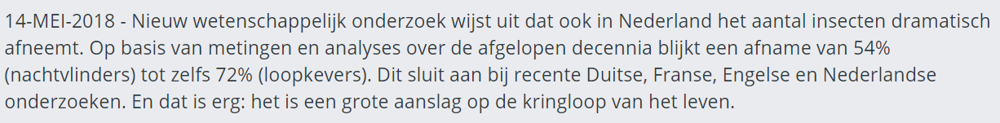 14-MEI-2018 - Nieuw wetenschappelijk onderzoek wijst uit dat ook in Nederland het aantal insecten dramatisch
afneemt. Op basis van metingen en analyses over de afgelopen decennia blijkt een afname van 54%
(nachtvlinders) tot zelfs 72% (loopkevers). Dit sluit aan bij recente Duitse, Franse, Engelse en Nederlandse
onderzoeken. En dat is erg: het is een grote aanslag op de kringloop van het leven.